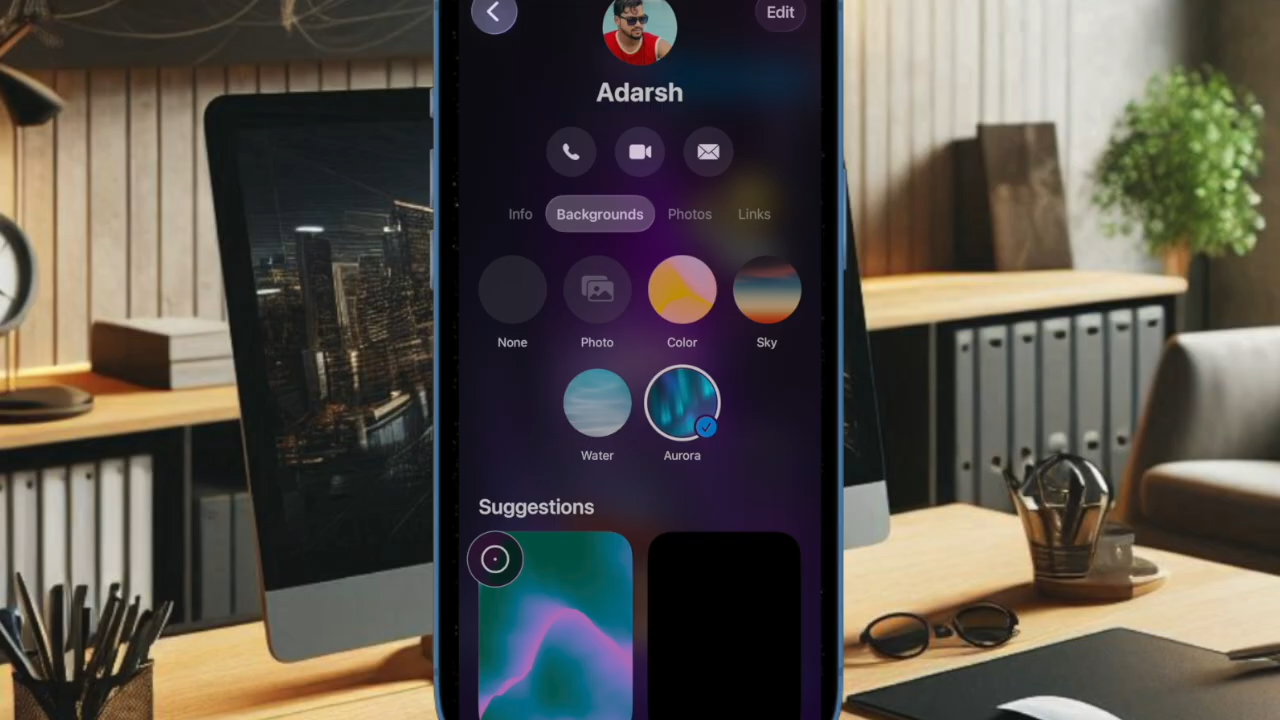 Edit
Adarsh
Info Backgrounds Photos Links
None Photo Color Sky
Water Aurora
Suggestions